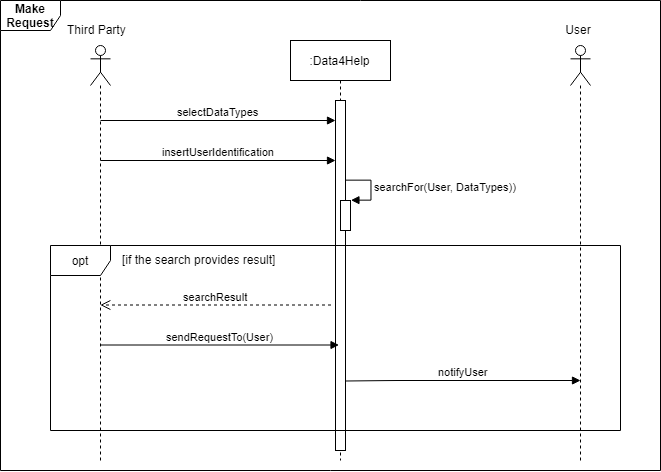 Make
Request
Third Party
User
:Data4Help
selectDataTypes
insertUserIdentification
searchFor(User, DataTypes))
opt
[if the search provides result]
searchResult
sendRequestTo(User)
notifyUser